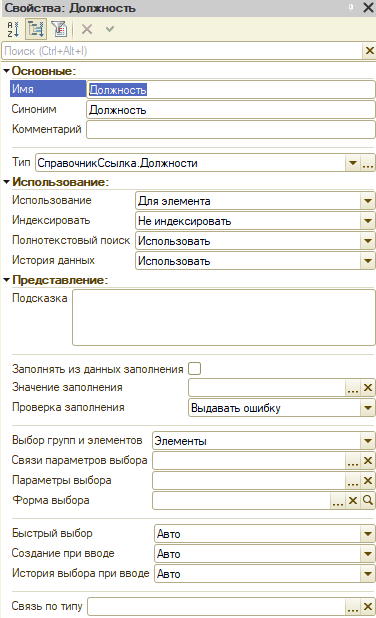 Свойства: Должность
Поиск (Ctrl+Alt+I)
Основные:
Имя Должность
Синоним Должность
Комментарий
Тип СправочникСсылка.Должности
Использование:
Использование Для элемента
Индексировать Не индексировать
Полнотекстовый поиск Использовать
История данных Использовать
Представление:
Подсказка
Заполнять из данных заполнения
Значение заполнения
Проверка заполнения Выдавать ошибку
Выбор групп и элементов Элементы
Связи параметров выбора
Параметры выбора
Форма выбора
Быстрый выбор Авто
Создание при вводе Авто
История выбора при вводе Авто
Связь по типу